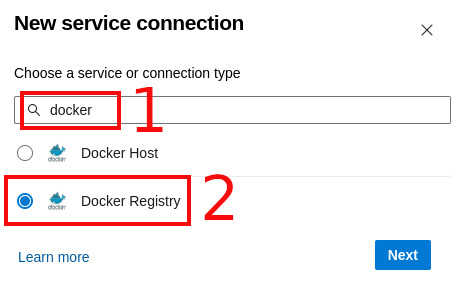 New service connection
Choose a service or connection type
docker 1
docker Docker Host
docker Docker Registry 2
Learn more
Next